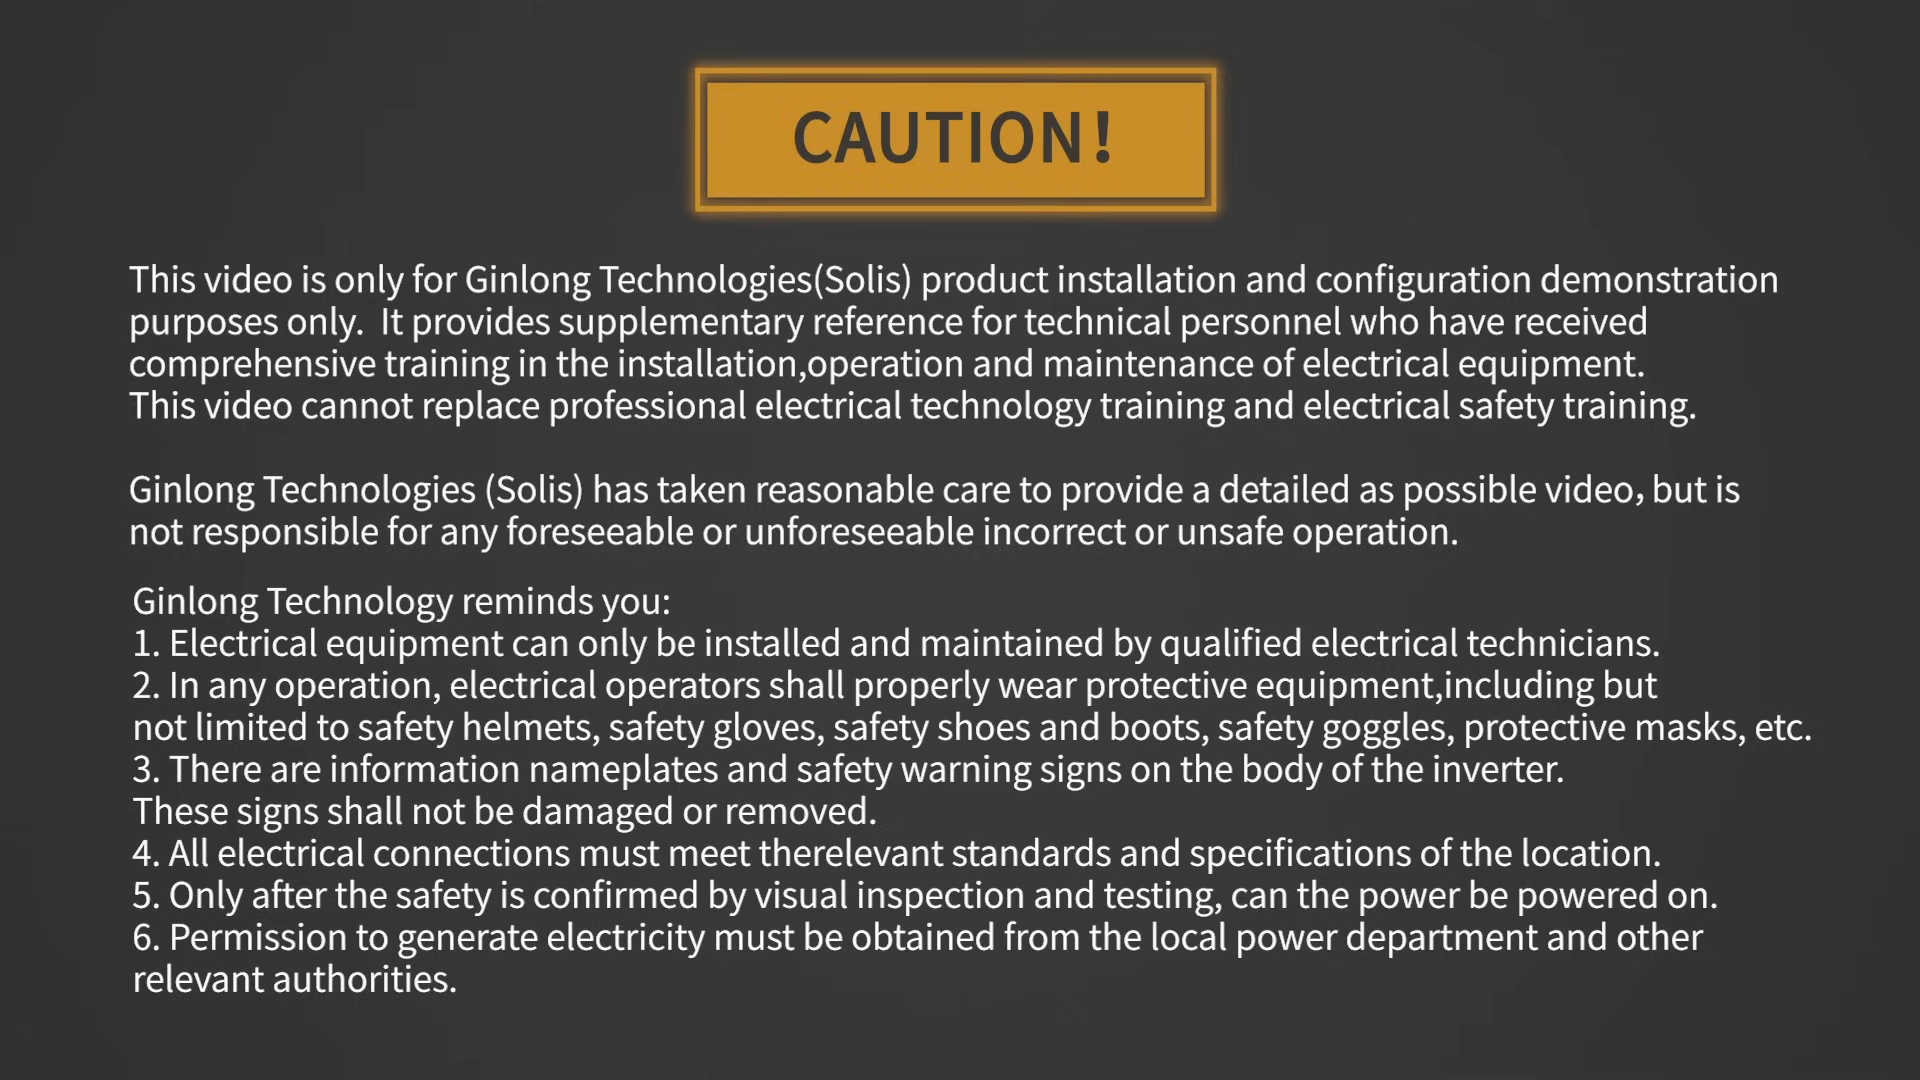 CAUTION!
This video is only for Ginlong Technologies(Solis) product installation and configuration demonstration
purposes only.  It provides supplementary reference for technical personnel who have received
comprehensive training in the installation,operation and maintenance of electrical equipment.
This video cannot replace professional electrical technology training and electrical safety training.
Ginlong Technologies (Solis) has taken reasonable care to provide a detailed as possible video, but is
not responsible for any foreseeable or unforeseeable incorrect or unsafe operation.
Ginlong Technology reminds you:
1. Electrical equipment can only be installed and maintained by qualified electrical technicians.
2. In any operation, electrical operators shall properly wear protective equipment,including but
not limited to safety helmets, safety gloves, safety shoes and boots, safety goggles, protective masks, etc.
3. There are information nameplates and safety warning signs on the body of the inverter.
These signs shall not be damaged or removed.
4. All electrical connections must meet therelevant standards and specifications of the location.
5. Only after the safety is confirmed by visual inspection and testing, can the power be powered on.
6. Permission to generate electricity must be obtained from the local power department and other
relevant authorities.